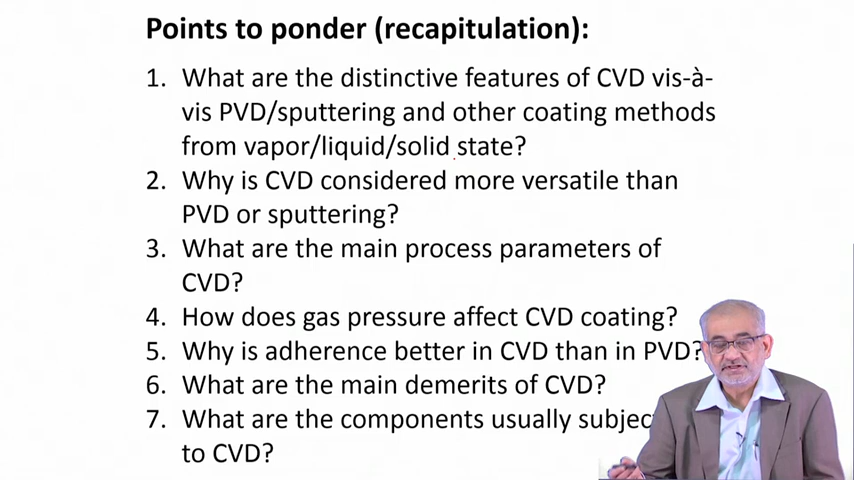 Points to ponder (recapitulation):
1. What are the distinctive features of CVD vis-à-
vis PVD/sputtering and other coating methods
from vapor/liquid/solid state?
2. Why is CVD considered more versatile than
PVD or sputtering?
3. What are the main process parameters of
CVD?
4. How does gas pressure affect CVD coating?
5. Why is adherence better in CVD than in PVD?
6. What are the main demerits of CVD?
7. What are the components usually subjec
to CVD?